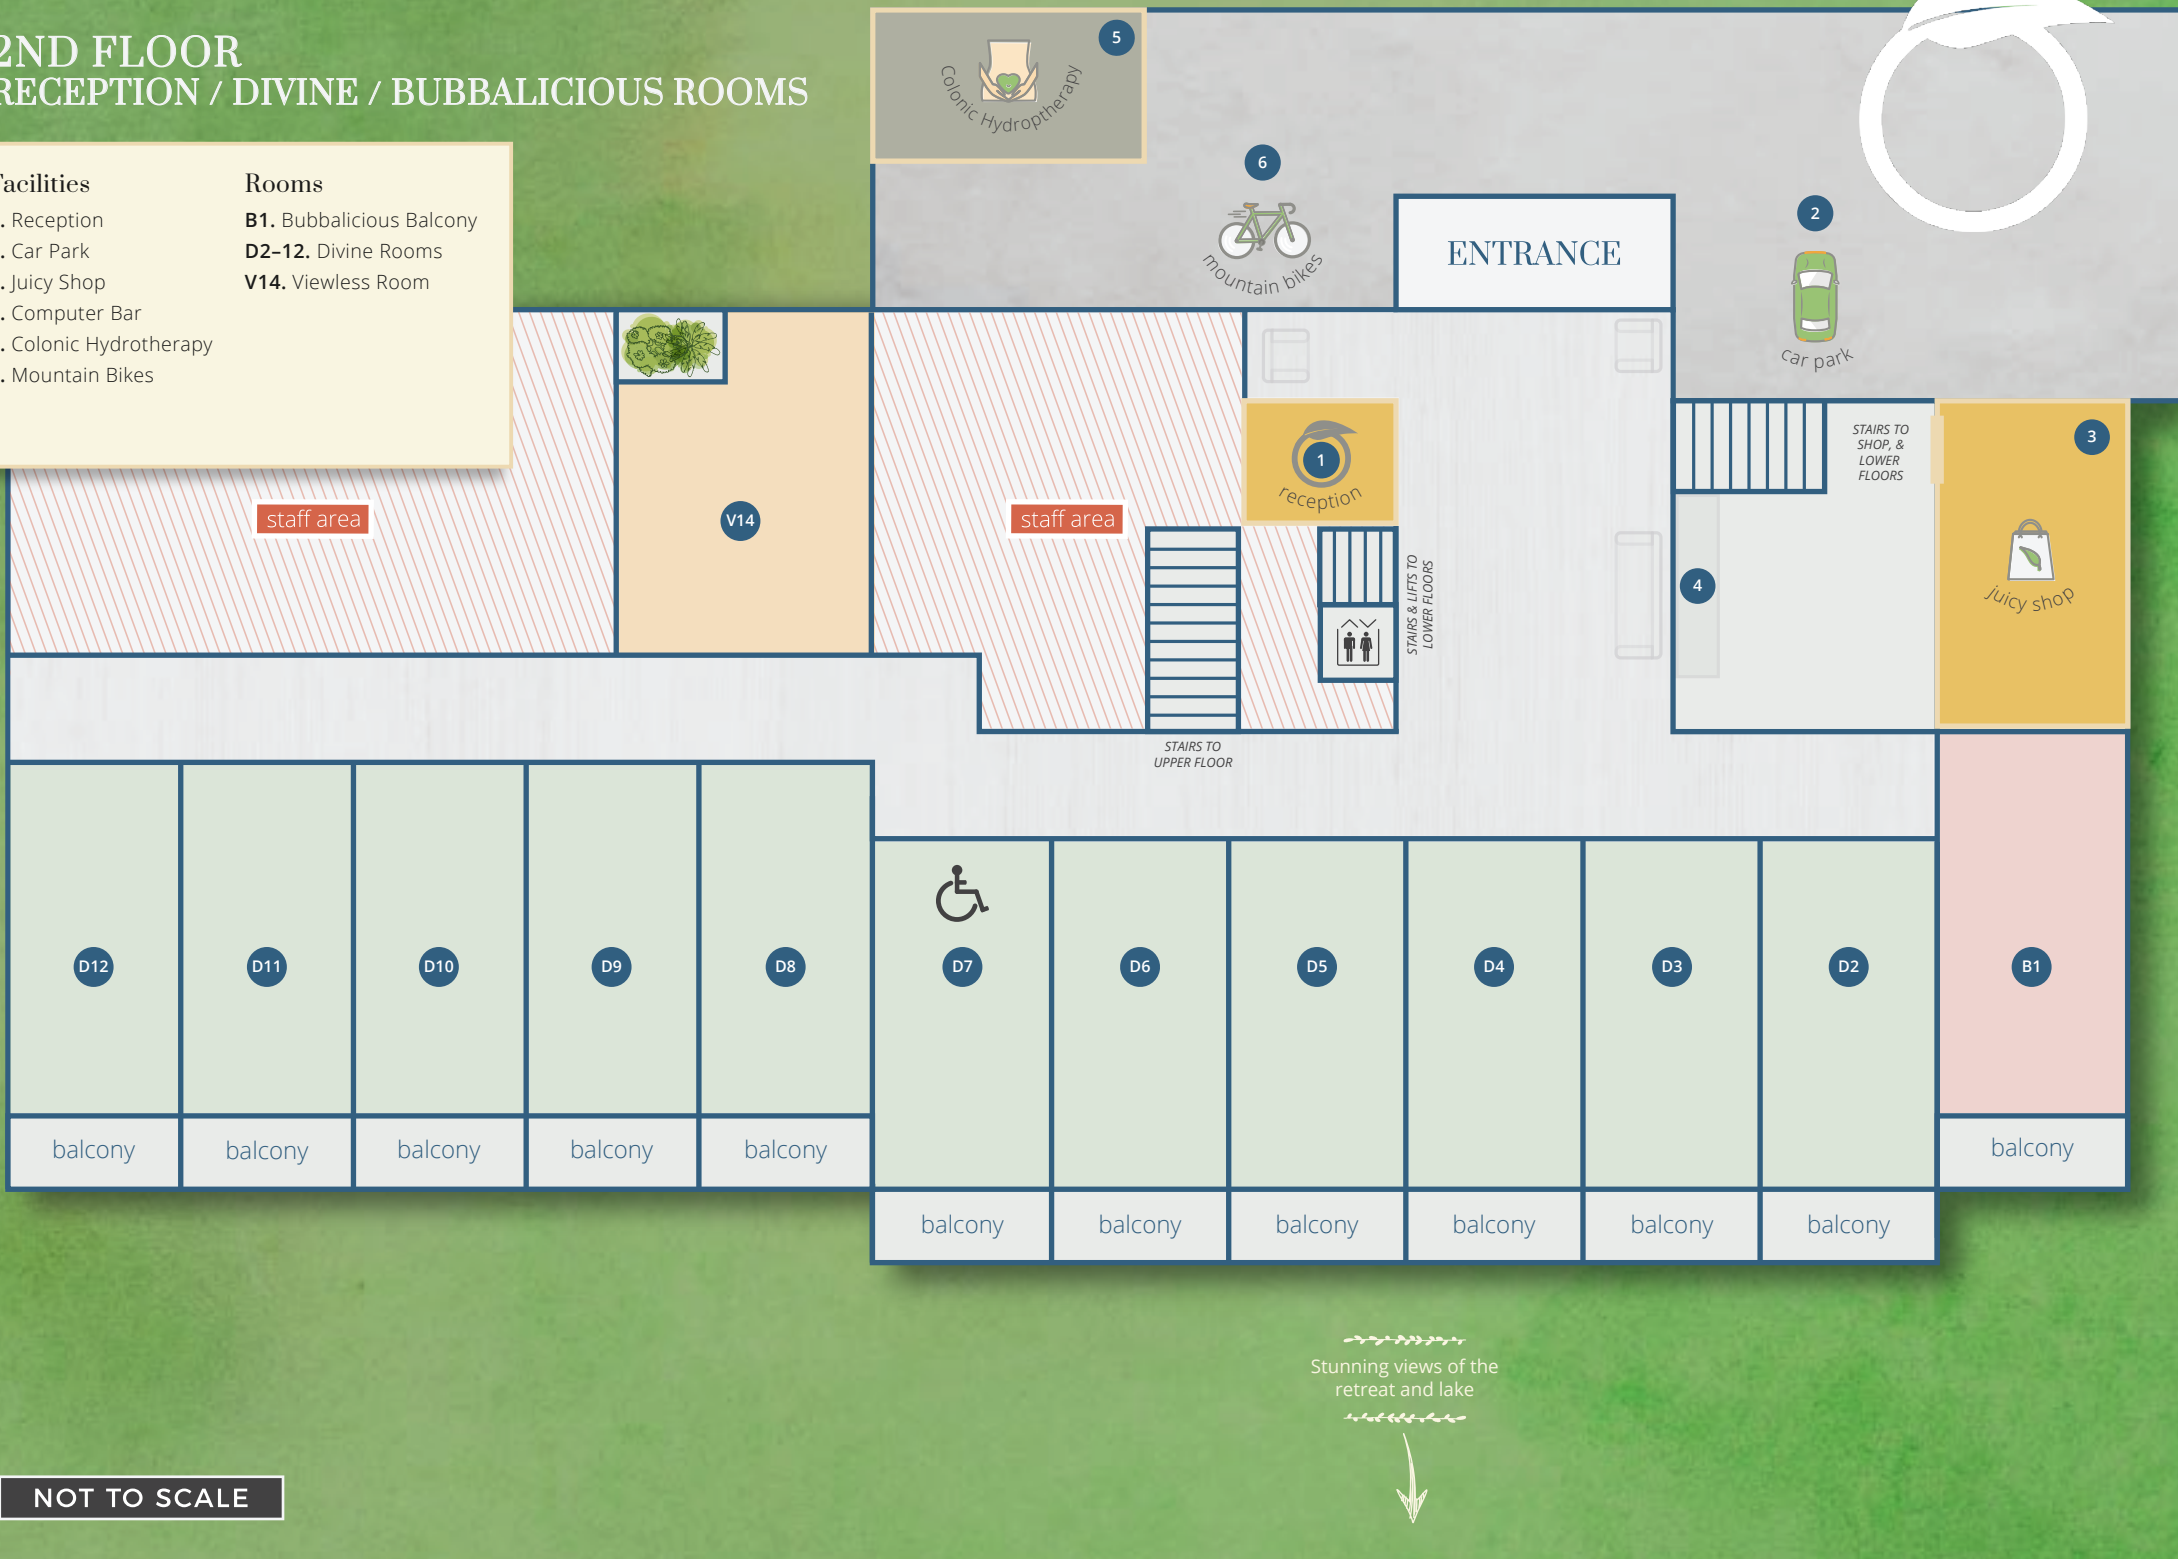 2ND FLOOR
RECEPTION / DIVINE / BUBBALICIOUS ROOMS
Facilities
. Reception
. Car Park
. Juicy Shop
. Computer Bar
. Colonic Hydrotherapy
. Mountain Bikes
Rooms
B1. Bubbalicious Balcony
D2–12. Divine Rooms
V14. Viewless Room
5
Colonic Hydroptherapy
6
mountain bikes
ENTRANCE
2
car park
staff area
V14
staff area
1
reception
STAIRS TO
SHOP, &
LOWER
FLOORS
3
juicy shop
4
STAIRS & LIFTS TO
LOWER FLOORS
STAIRS TO
UPPER FLOOR
D12
D11
D10
D9
D8
D7
D6
D5
D4
D3
D2
B1
balcony
balcony
balcony
balcony
balcony
balcony
balcony
balcony
balcony
balcony
balcony
balcony
Stunning views of the
retreat and lake
NOT TO SCALE